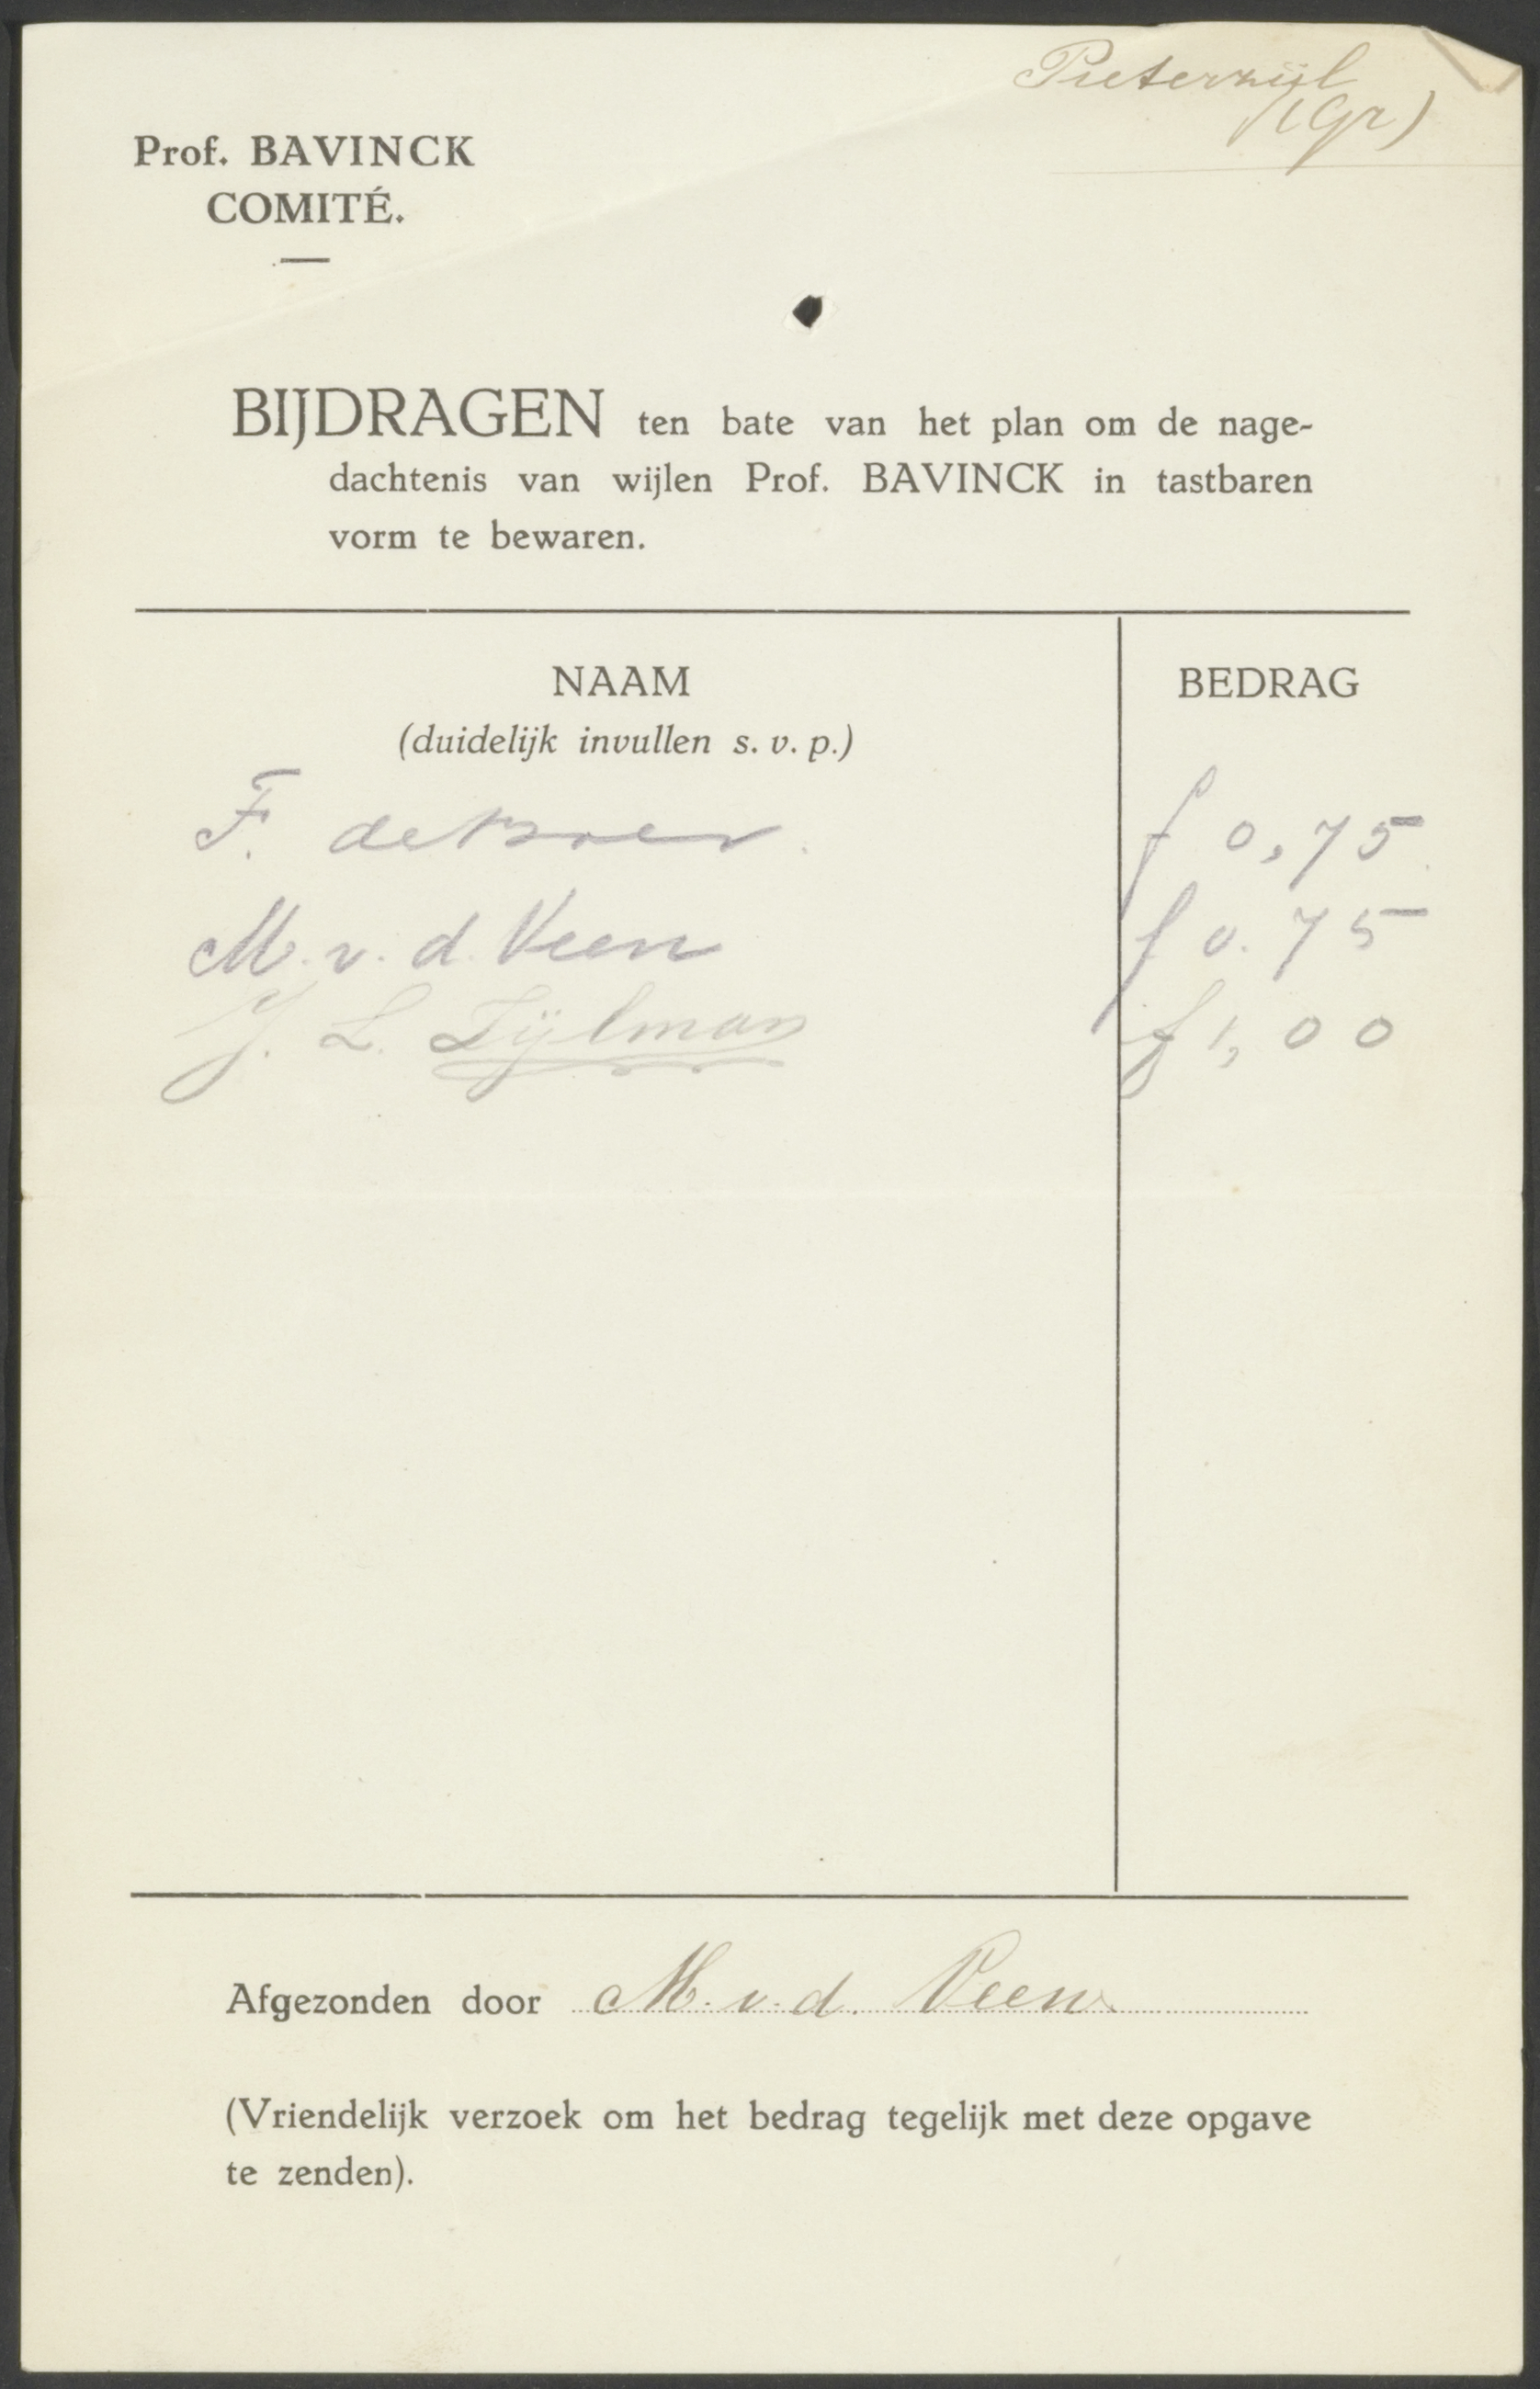 Pieterzijl
(Gr)
Prof. BAVINCK
COMITÉ.
BIJDRAGEN ten bate van het plan om de nage-
dachtenis van wijlen Prof. BAVINCK in tastbaren
vorm te bewaren.
NAAM BEDRAG
(duidelijk invullen s. v. p.)
F. de Boer. f 0,75
M. v. d. Veen f 0.75
J. L. Zijlman f 1,00
Afgezonden door M. v. d. Veen
(Vriendelijk verzoek om het bedrag tegelijk met deze opgave
te zenden).